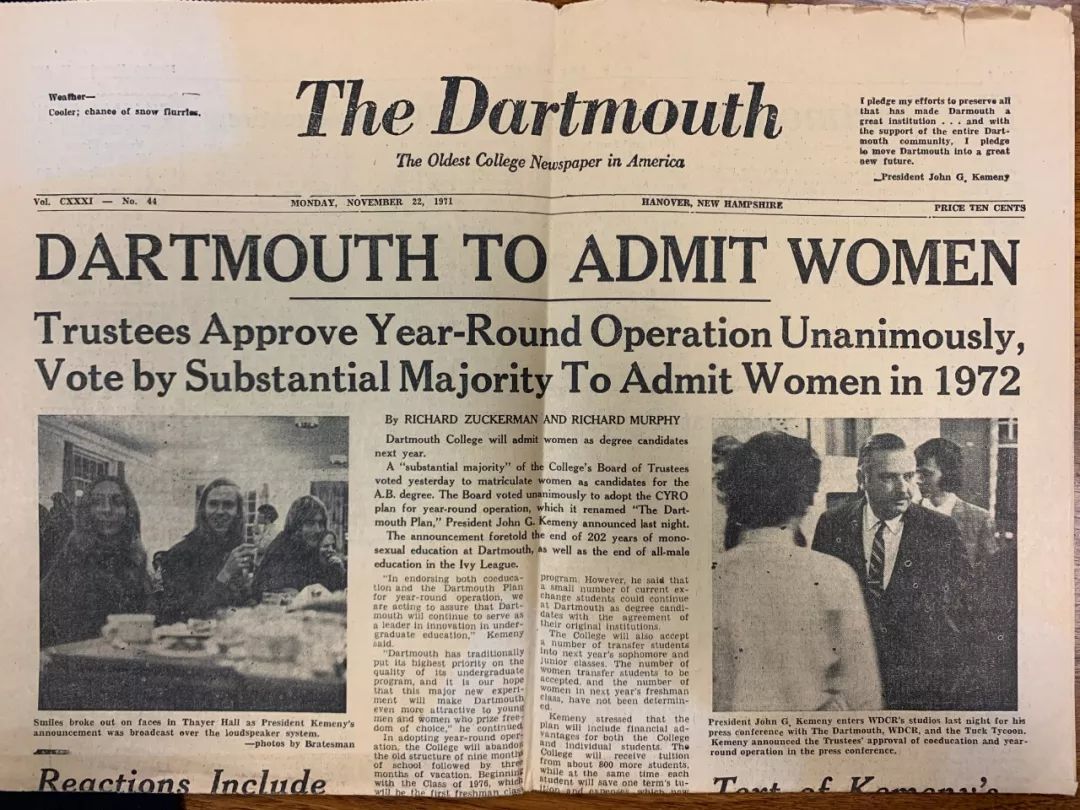 Weather—
Cooler; chance of snow flurries.
The Dartmouth
The Oldest College Newspaper in America
I pledge my efforts to preserve all
that has made Dartmouth a
great institution . . . and with
the support of the entire Dart-
mouth community, I pledge
to move Dartmouth into a great
new future.
—President John G. Kemeny
Vol. CXXXI — No. 44
MONDAY, NOVEMBER 22, 1971
HANOVER, NEW HAMPSHIRE
PRICE TEN CENTS
DARTMOUTH TO ADMIT WOMEN
Trustees Approve Year-Round Operation Unanimously,
Vote by Substantial Majority To Admit Women in 1972
By RICHARD ZUCKERMAN AND RICHARD MURPHY
Dartmouth College will admit women as degree candidates
next year.
A "substantial majority" of the College's Board of Trustees
voted yesterday to matriculate women as candidates for the
A.B. degree. The Board voted unanimously to adopt the CYRO
plan for year-round operation, which it renamed "The Dart-
mouth Plan," President John G. Kemeny announced last night.
The announcement foretold the end of 202 years of mono-
sexual education at Dartmouth, as well as the end of all-male
education in the Ivy League.
"In endorsing both coeduca-
tion and the Dartmouth Plan
for year-round operation, we
are acting to assure that Dart-
mouth will continue to serve as
a leader in innovation in under-
graduate education," Kemeny
said.
"Dartmouth has traditionally
put its highest priority on the
quality of its undergraduate
program, and it is our hope
that this major new experi-
ment will make Dartmouth
even more attractive to young
men and women who prize free-
dom of choice," he continued.
In adopting year-round oper-
ation, the College will abandon
the old structure of nine months
of school followed by three
months of vacation. Beginning
with the Class of 1976, which
will be the first freshman class
program. However, he said that
a small number of current ex-
change students could continue
at Dartmouth as degree candi-
dates with the agreement of
their original institutions.
The College will also accept
a number of transfer students
into next year's sophomore and
junior classes. The number of
women transfer students to be
accepted, and the number of
women in next year's freshman
class, have not been determin-
ed.
Kemeny stressed that the
plan will include financial ad-
vantages for both the College
and individual students. The
College will receive tuition
from about 800 more students,
while at the same time each
student will save one term's tu-
ition and expenses which now
Smiles broke out on faces in Thayer Hall as President Kemeny's
announcement was broadcast over the loudspeaker system.
—photos by Bratesman
President John G. Kemeny enters WDCR's studios last night for his
press conference with The Dartmouth, WDCR, and the Tuck Tycoon.
Kemeny announced the Trustees' approval of coeducation and year-
round operation in the press conference.
Reactions Include
Text of Kemeny's